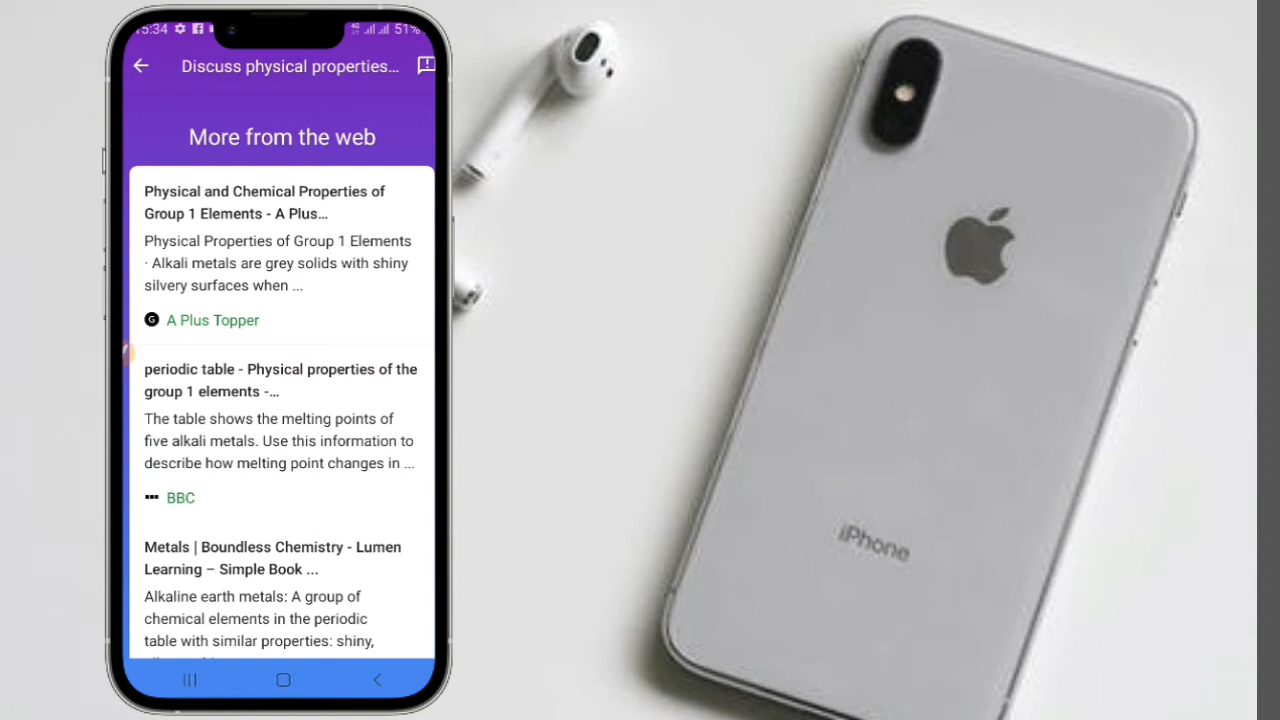 15:34
4G
51%
Discuss physical properties...
More from the web
Physical and Chemical Properties of
Group 1 Elements - A Plus...
Physical Properties of Group 1 Elements
· Alkali metals are grey solids with shiny
silvery surfaces when ...
G A Plus Topper
periodic table - Physical properties of the
group 1 elements -...
The table shows the melting points of
five alkali metals. Use this information to
describe how melting point changes in ...
BBC
Metals | Boundless Chemistry - Lumen
Learning – Simple Book ...
Alkaline earth metals: A group of
chemical elements in the periodic
table with similar properties: shiny,
iPhone